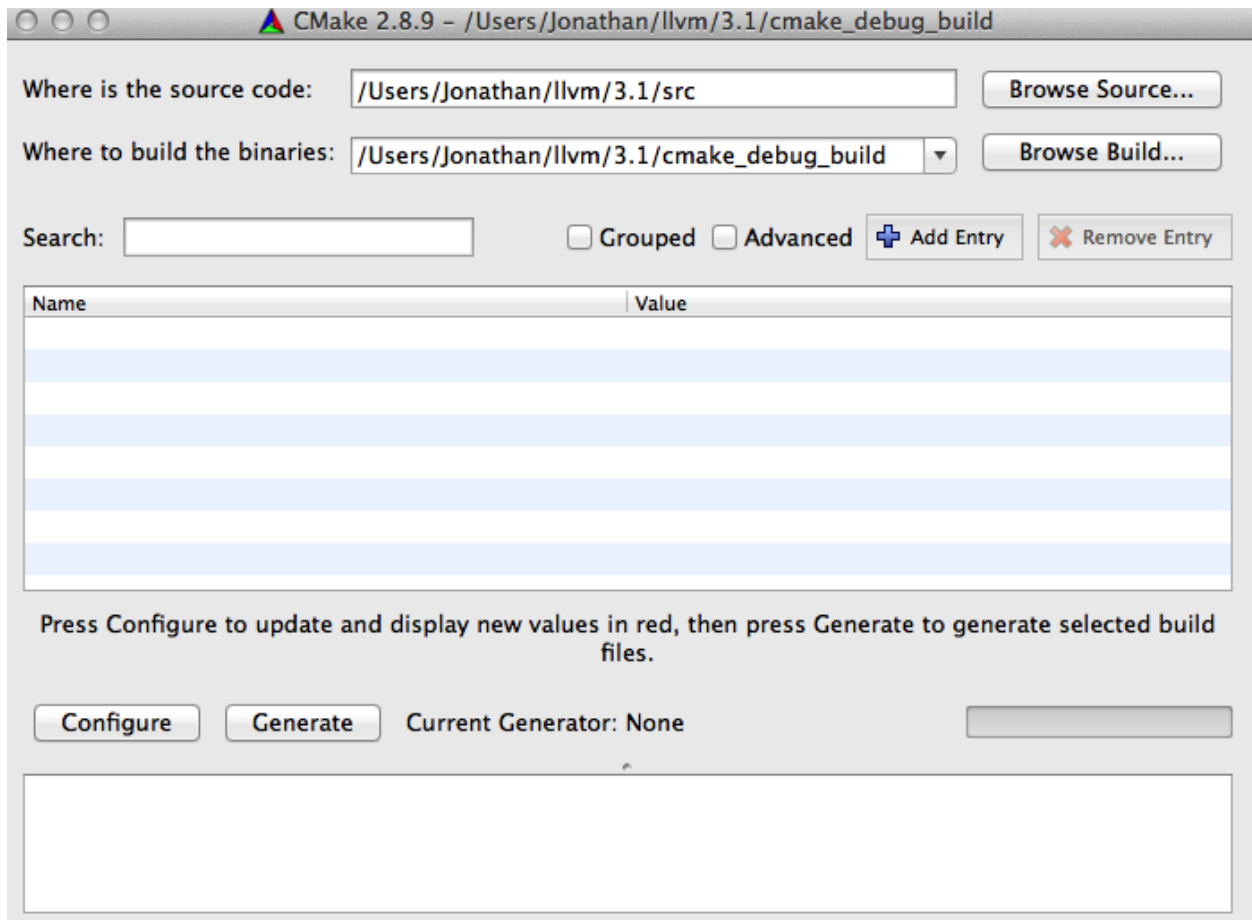 CMake 2.8.9 – /Users/Jonathan/llvm/3.1/cmake_debug_build
Where is the source code: /Users/Jonathan/llvm/3.1/src Browse Source...
Where to build the binaries: /Users/Jonathan/llvm/3.1/cmake_debug_build Browse Build...
Search: Grouped Advanced Add Entry Remove Entry
Name Value
Press Configure to update and display new values in red, then press Generate to generate selected build
files.
Configure Generate Current Generator: None